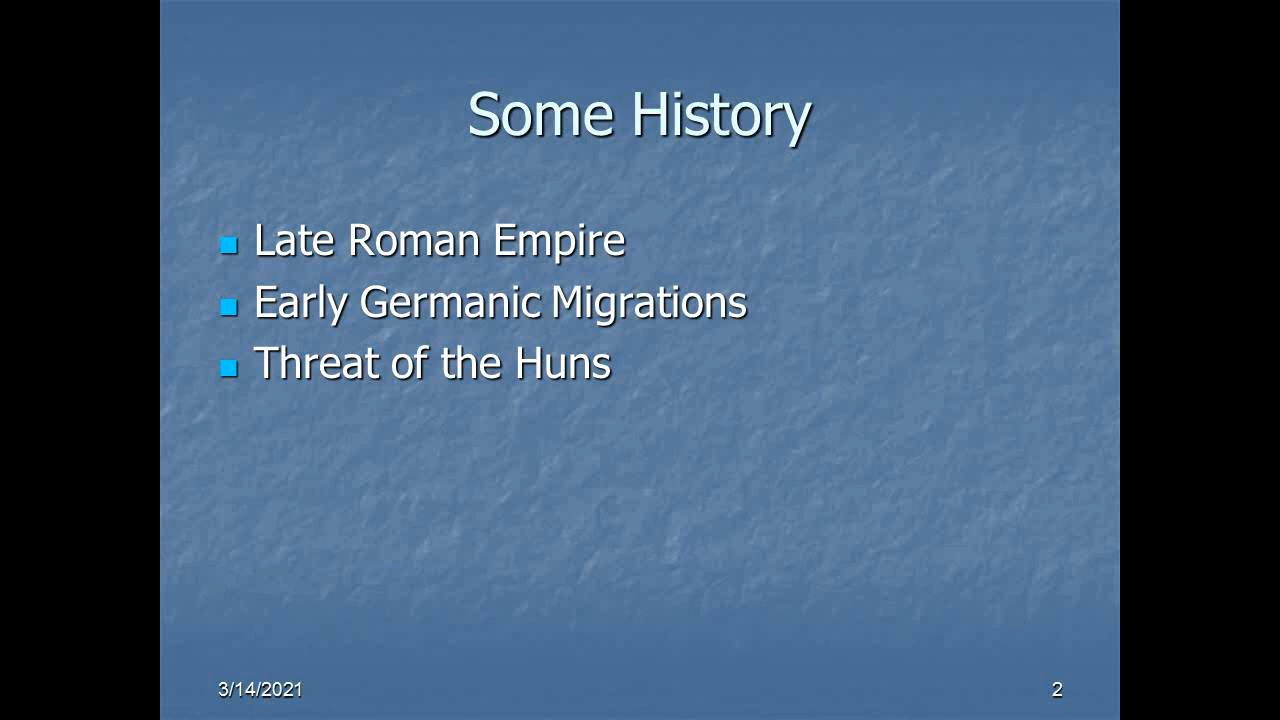 Some History
Late Roman Empire
Early Germanic Migrations
Threat of the Huns
3/14/2021
2